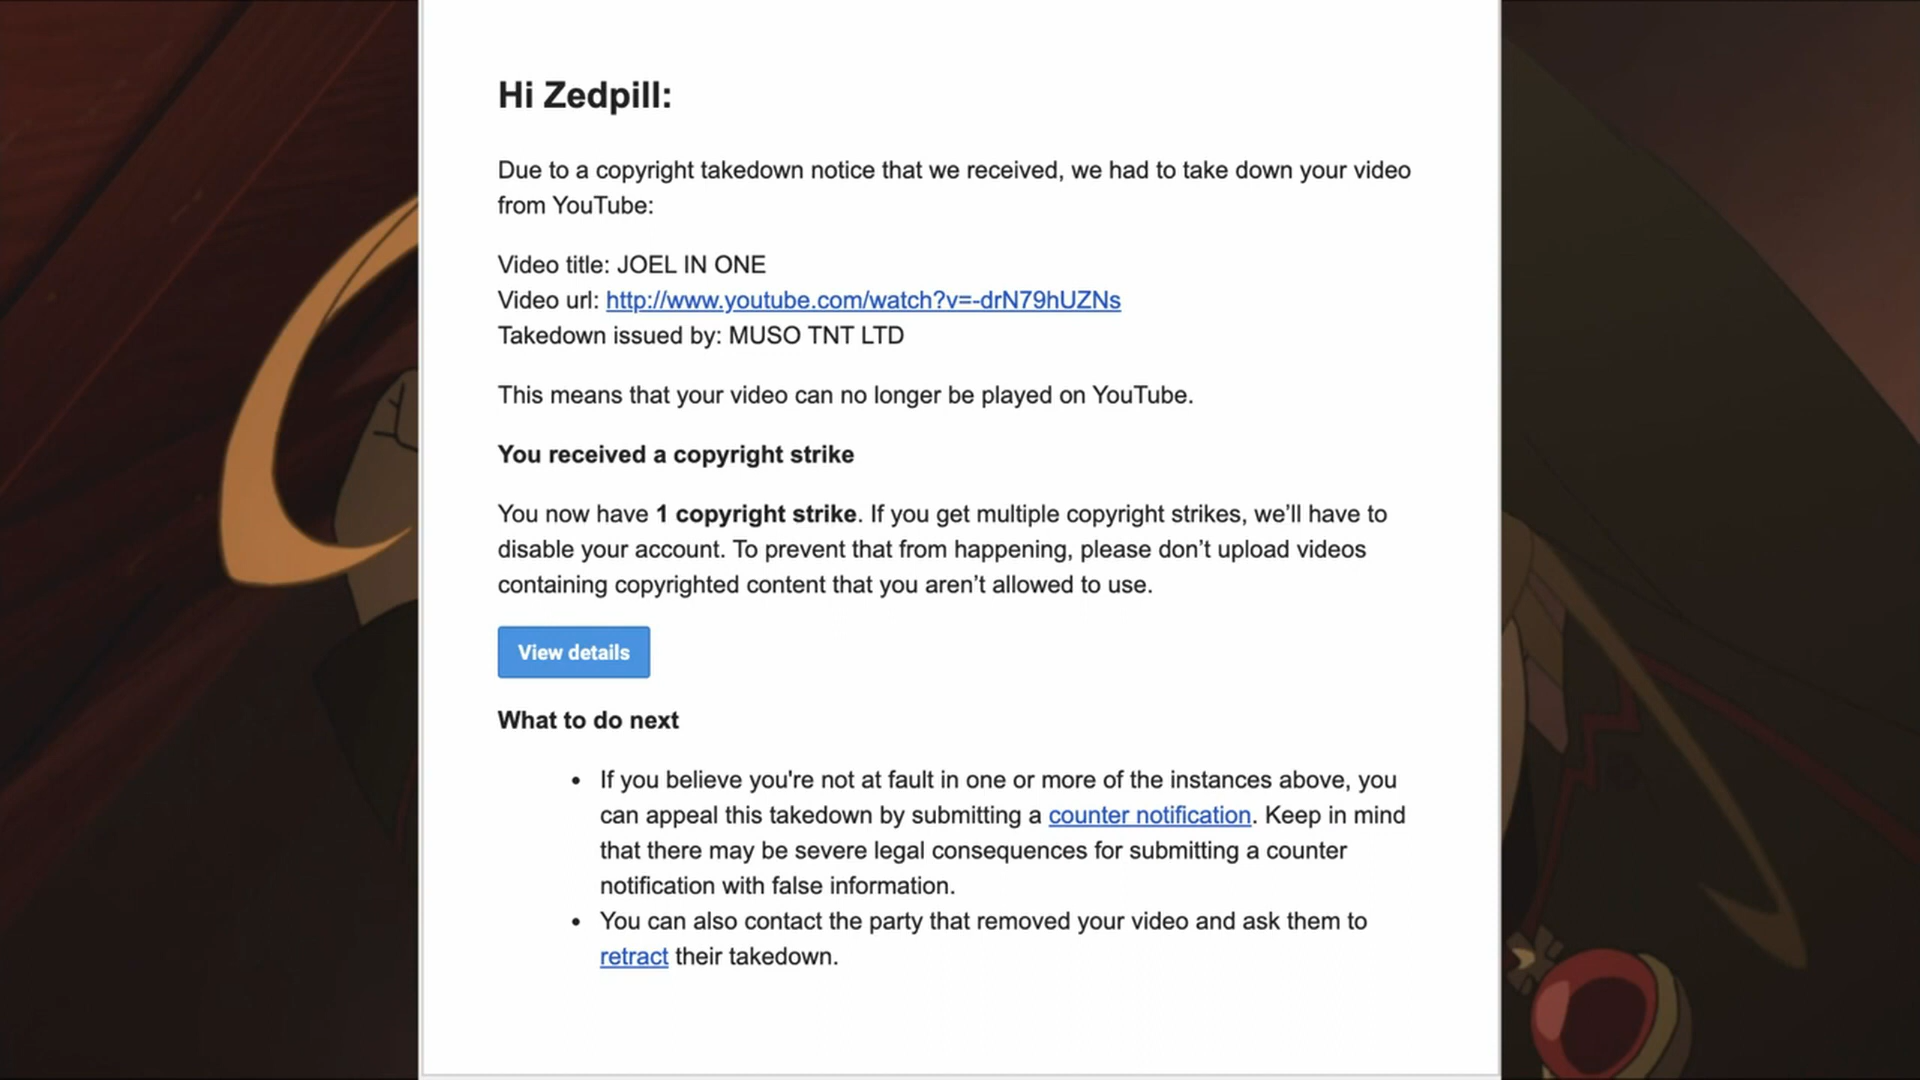 Hi Zedpill:
Due to a copyright takedown notice that we received, we had to take down your video
from YouTube:
Video title: JOEL IN ONE
Video url: http://www.youtube.com/watch?v=-drN79hUZNs
Takedown issued by: MUSO TNT LTD
This means that your video can no longer be played on YouTube.
You received a copyright strike
You now have 1 copyright strike. If you get multiple copyright strikes, we’ll have to
disable your account. To prevent that from happening, please don’t upload videos
containing copyrighted content that you aren’t allowed to use.
View details
What to do next
• If you believe you're not at fault in one or more of the instances above, you
can appeal this takedown by submitting a counter notification. Keep in mind
that there may be severe legal consequences for submitting a counter
notification with false information.
• You can also contact the party that removed your video and ask them to
retract their takedown.